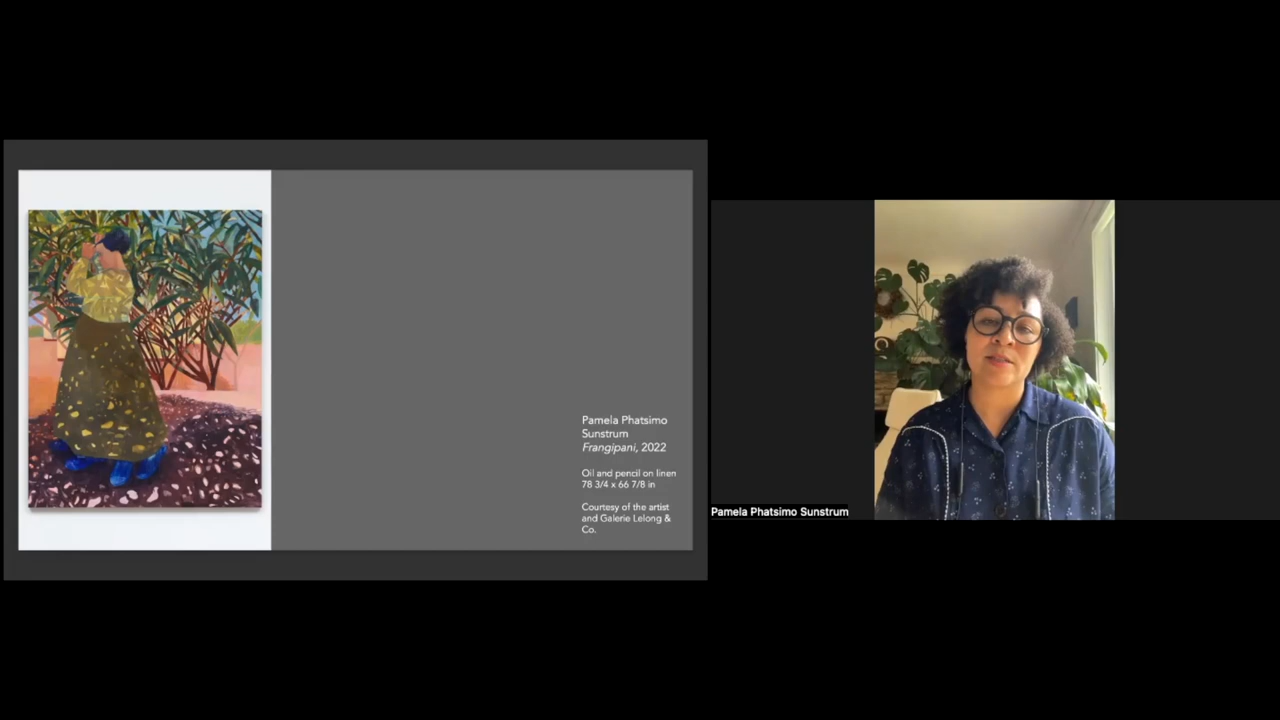 Pamela Phatsimo
Sunstrum
Frangipani, 2022
Oil and pencil on linen
78 3/4 x 66 7/8 in
Courtesy of the artist
and Galerie Lelong &
Co.
Pamela Phatsimo Sunstrum